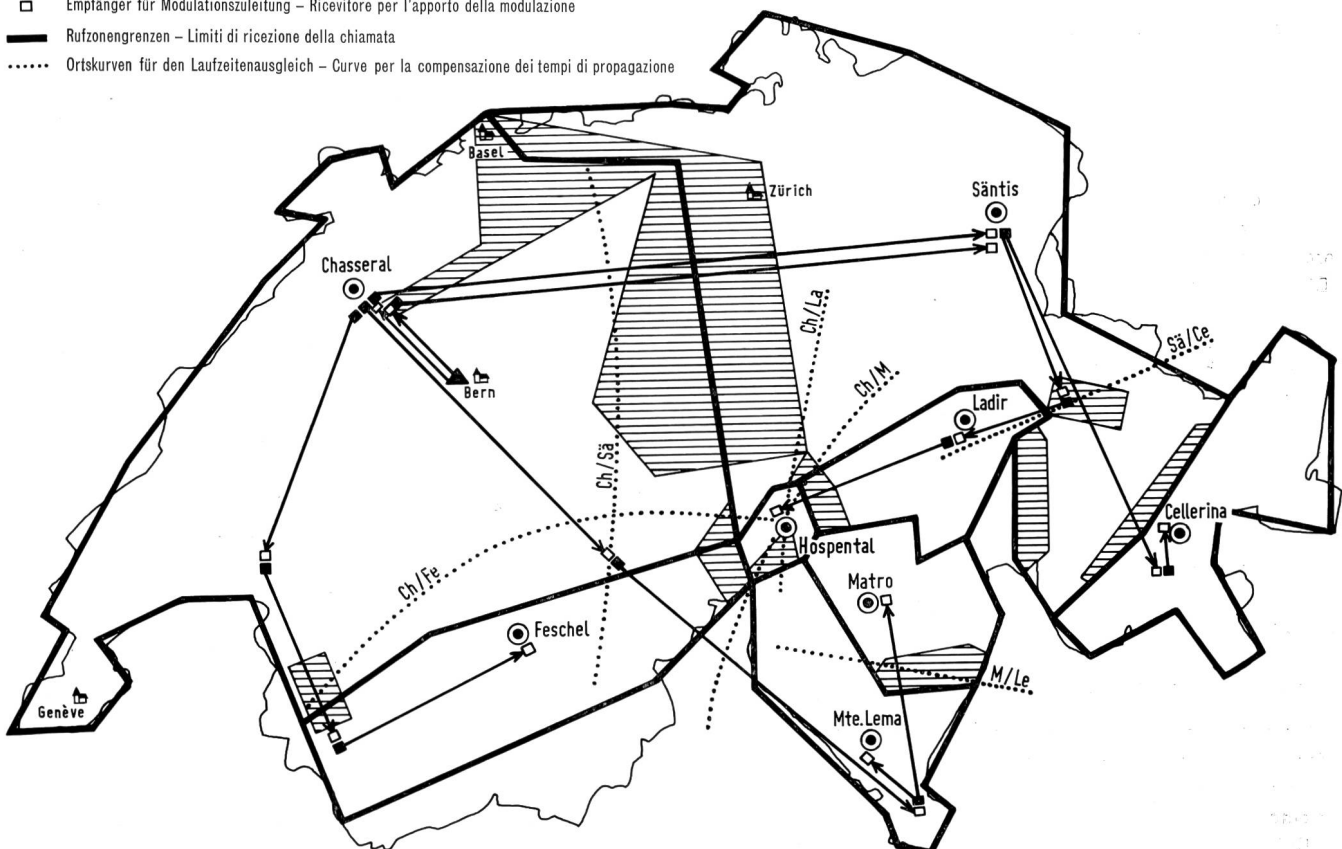 Empfänger für Modulationszuleitung – Ricevitore per l'apporto della modulazione
Rufzonengrenzen – Limiti di ricezione della chiamata
Ortskurven für den Laufzeitenausgleich – Curve per la compensazione dei tempi di propagazione
Basel
Zürich
Säntis
Chasseral
Bern
Ch/La
Ch/M
Sä/Ce
Ladir
Ch/Sä
Cellerina
Hospental
Ch/Fe
Matro
Feschel
M/Le
Genève
Mte.Lema